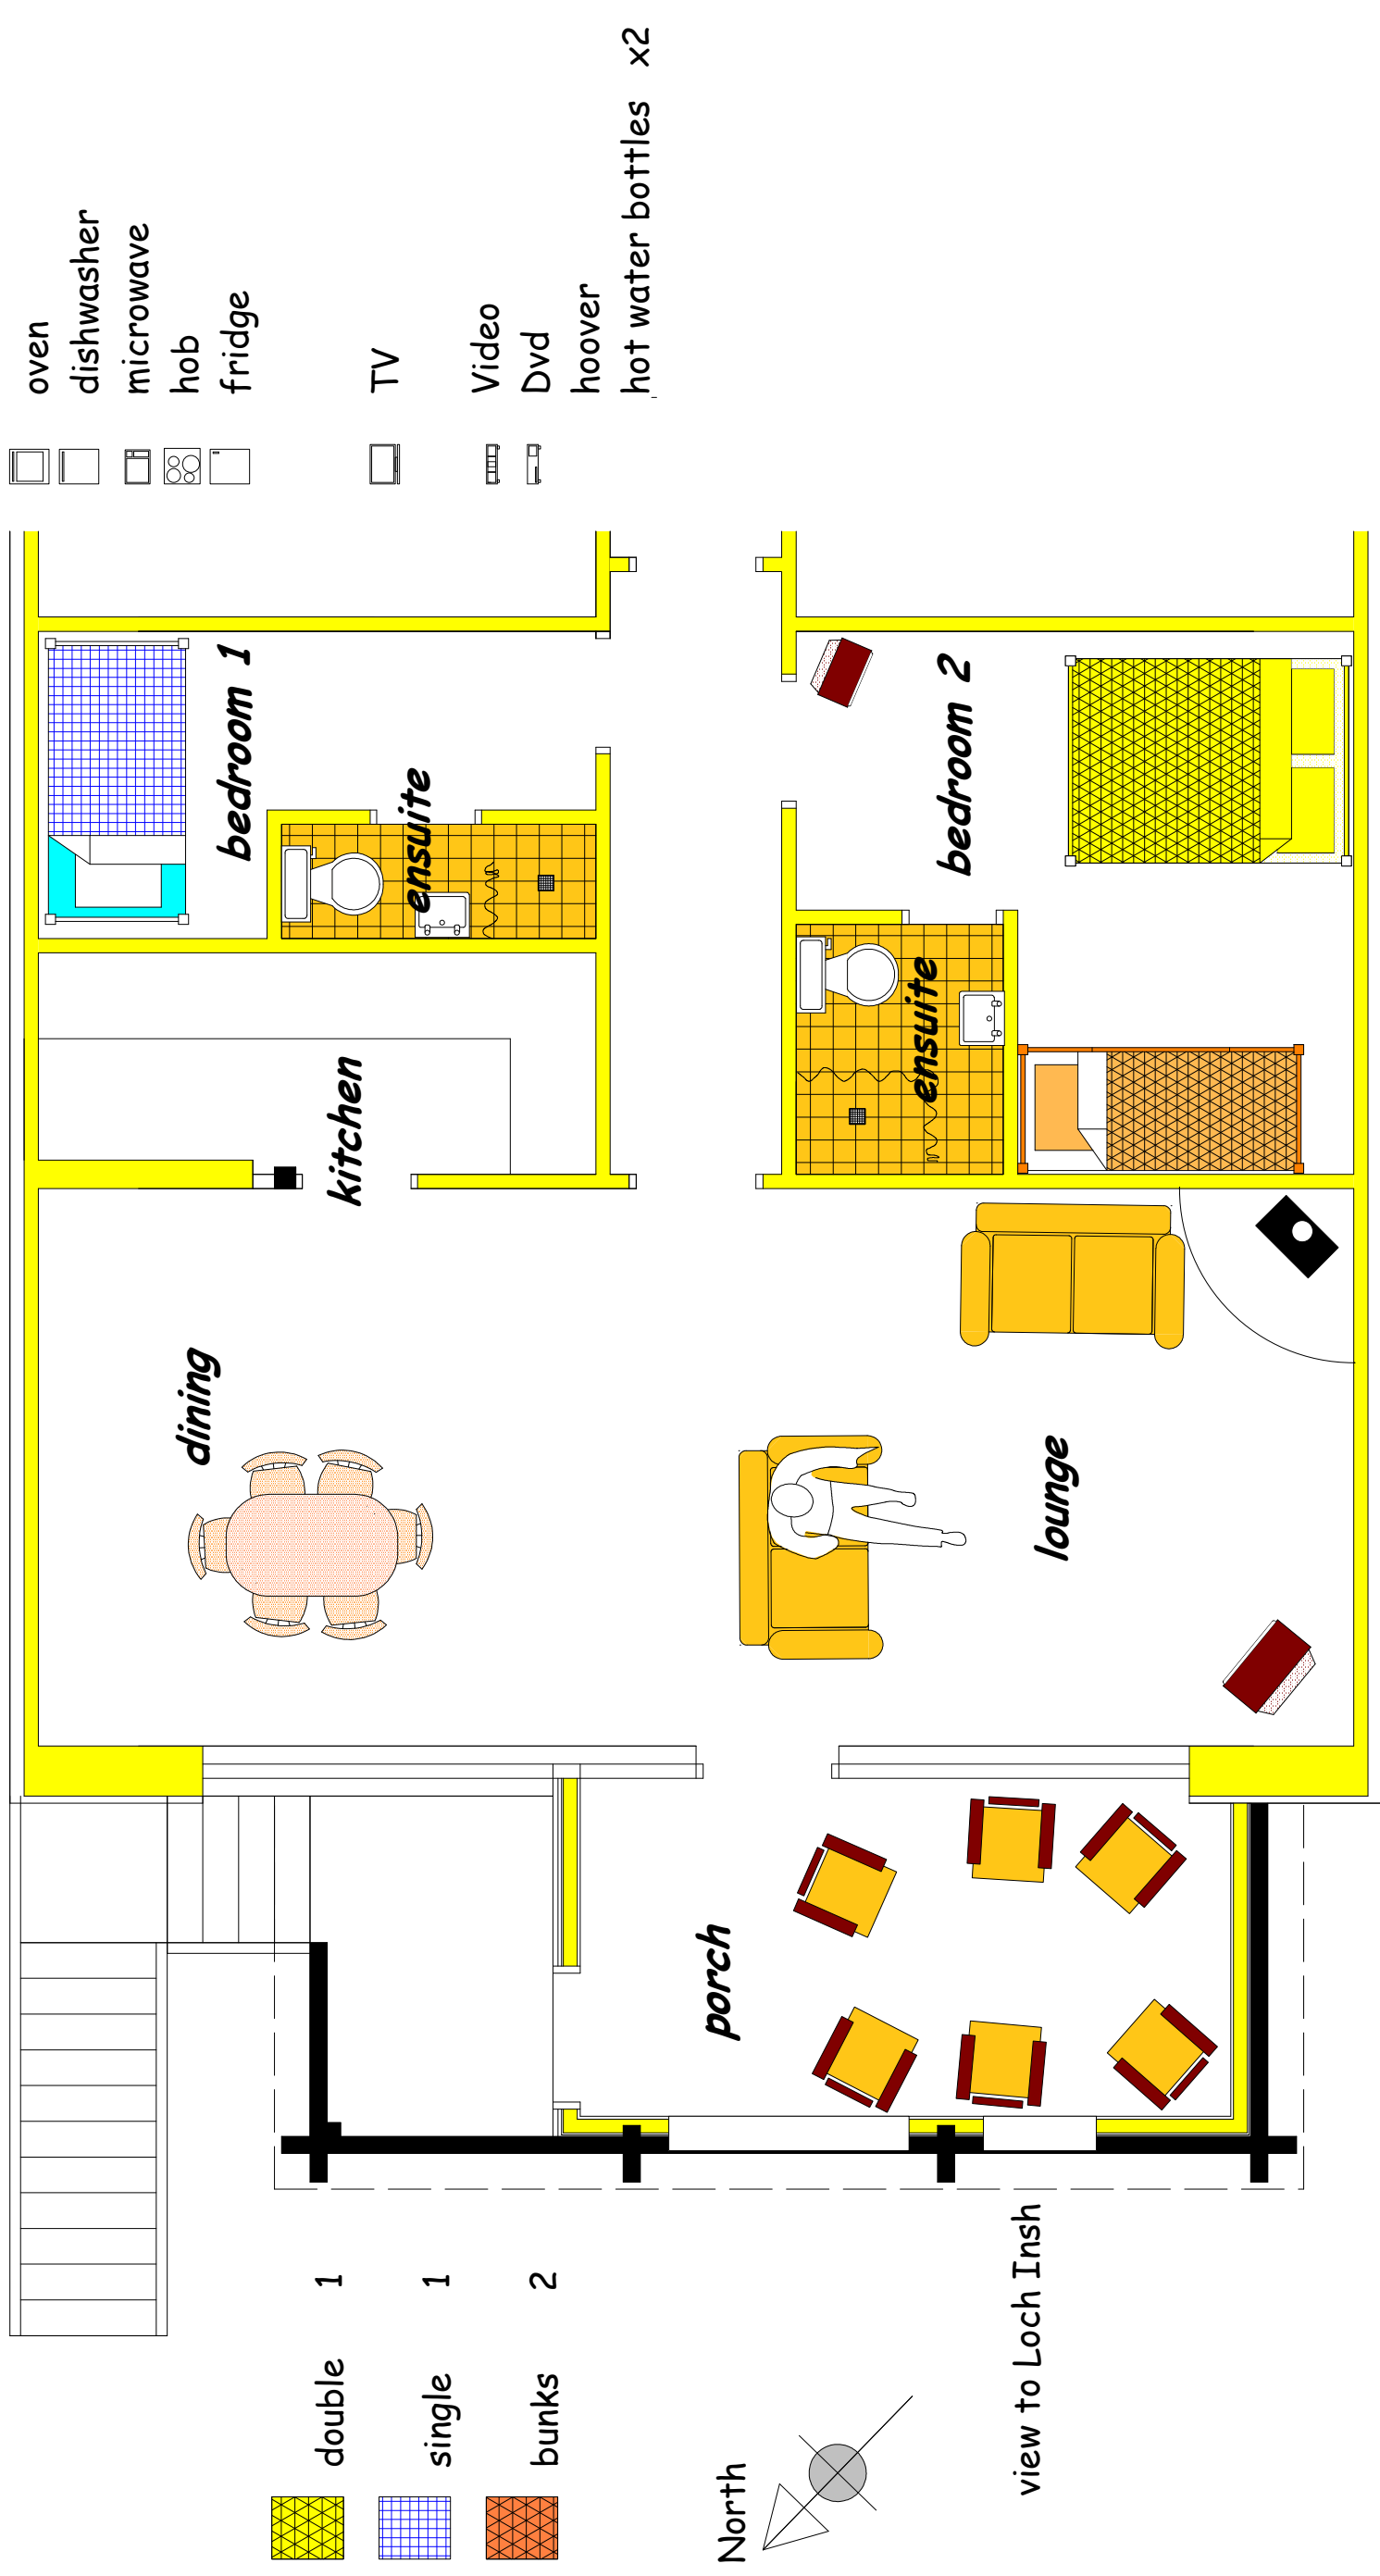 oven
dishwasher
microwave
hob
fridge
TV
Video
Dvd
hoover
hot water bottles x2
bedroom 1
ensuite
bedroom 2
ensuite
kitchen
dining
lounge
porch
double 1
single 1
bunks 2
North
view to Loch Insh